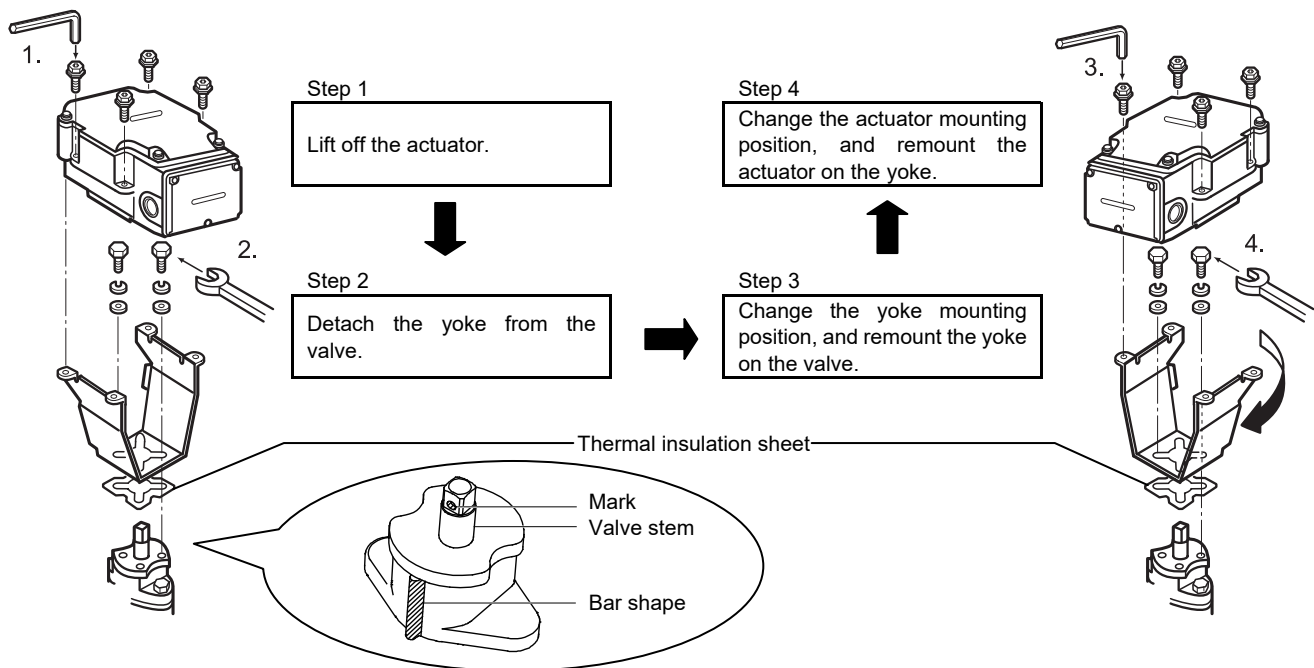 1.
2.
Step 1
Lift off the actuator.
Step 2
Detach the yoke from the
valve.
Step 4
Change the actuator mounting
position, and remount the
actuator on the yoke.
Step 3
Change the yoke mounting
position, and remount the yoke
on the valve.
3.
4.
Thermal insulation sheet
Mark
Valve stem
Bar shape